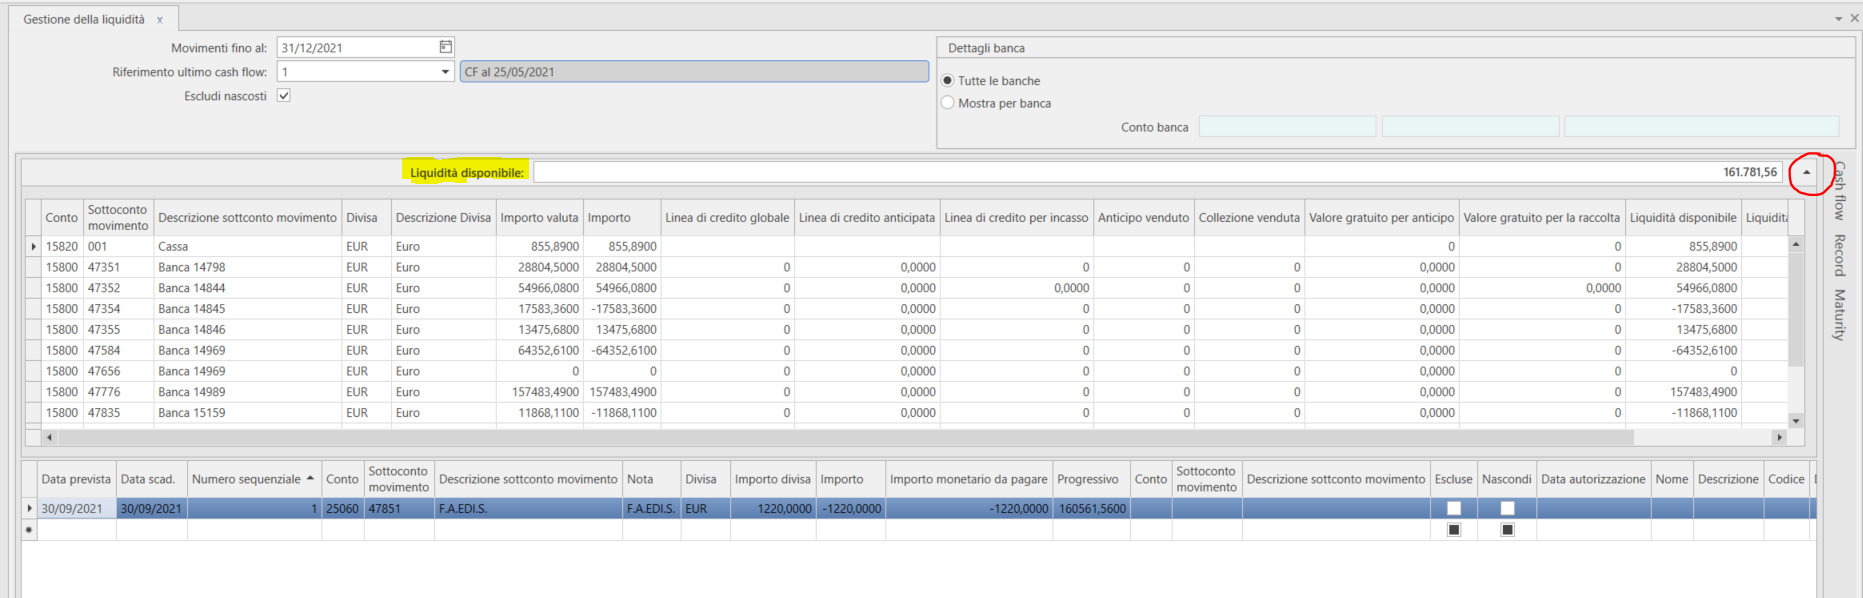 Gestione della liquidità x
Movimenti fino al: 31/12/2021
Riferimento ultimo cash flow: 1 CF al 25/05/2021
Escludi nascosti
Dettagli banca
Tutte le banche
Mostra per banca
Conto banca
Liquidità disponibile: 161.781,56
Conto Sottoconto movimento Descrizione sottconto movimento Divisa Descrizione Divisa Importo valuta Importo Linea di credito globale Linea di credito anticipata Linea di credito per incasso Anticipo venduto Collezione venduta Valore gratuito per anticipo Valore gratuito per la raccolta Liquidità disponibile Liquidità
15820 001 Cassa EUR Euro 855,8900 855,8900 0 0 855,8900
15800 47351 Banca 14798 EUR Euro 28804,5000 28804,5000 0 0,0000 0 0 0 0,0000 0 28804,5000
15800 47352 Banca 14844 EUR Euro 54966,0800 54966,0800 0 0,0000 0,0000 0 0 0,0000 0,0000 54966,0800
15800 47354 Banca 14845 EUR Euro 17583,3600 -17583,3600 0 0,0000 0 0 0 0,0000 0 -17583,3600
15800 47355 Banca 14846 EUR Euro 13475,6800 13475,6800 0 0,0000 0 0 0 0,0000 0 13475,6800
15800 47584 Banca 14969 EUR Euro 64352,6100 -64352,6100 0 0,0000 0 0 0 0,0000 0 -64352,6100
15800 47656 Banca 14969 EUR Euro 0 0 0 0,0000 0 0 0 0,0000 0 0
15800 47776 Banca 14989 EUR Euro 157483,4900 157483,4900 0 0,0000 0 0 0 0,0000 0 157483,4900
15800 47835 Banca 15159 EUR Euro 11868,1100 -11868,1100 0 0,0000 0 0 0 0,0000 0 -11868,1100
Cash flow
Record
Maturity
Data prevista Data scad. Numero sequenziale Conto Sottoconto movimento Descrizione sottconto movimento Nota Divisa Importo divisa Importo Importo monetario da pagare Progressivo Conto Sottoconto movimento Descrizione sottconto movimento Escluse Nascondi Data autorizzazione Nome Descrizione Codice
30/09/2021 30/09/2021 1 25060 47851 F.A.EDI.S. F.A.EDI.S. EUR 1220,0000 -1220,0000 -1220,0000 160561,5600